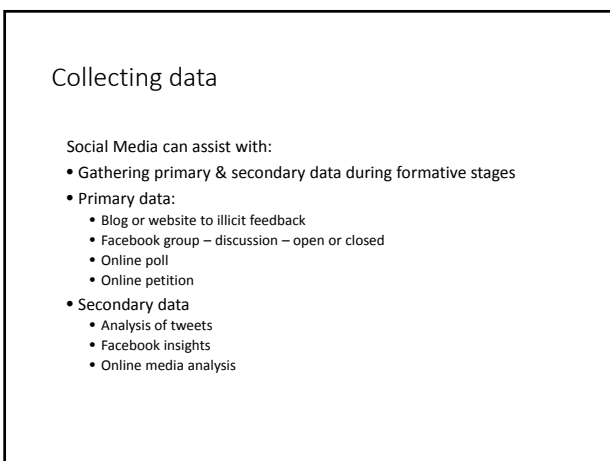 Collecting data
Social Media can assist with:
• Gathering primary & secondary data during formative stages
• Primary data:
• Blog or website to illicit feedback
• Facebook group – discussion – open or closed
• Online poll
• Online petition
• Secondary data
• Analysis of tweets
• Facebook insights
• Online media analysis